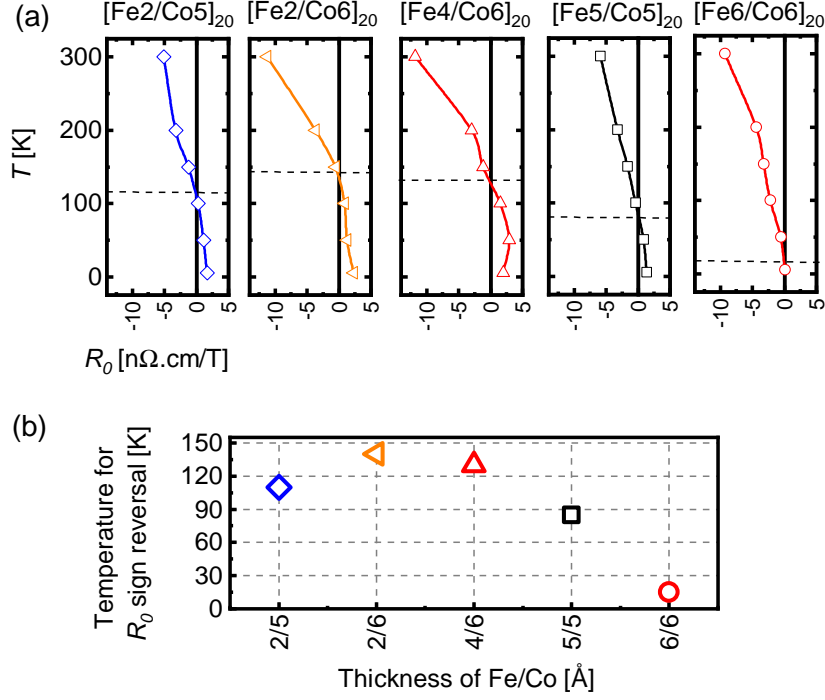 (a)
[Fe2/Co5]20 [Fe2/Co6]20 [Fe4/Co6]20 [Fe5/Co5]20 [Fe6/Co6]20
T [K]
300
200
100
0
-10 -5 0 5 -10 -5 0 5 -10 -5 0 5 -10 -5 0 5 -10 -5 0 5
R0 [nΩ.cm/T]
(b)
Temperature for
R0 sign reversal [K]
150
120
90
60
30
0
2/5 2/6 4/6 5/5 6/6
Thickness of Fe/Co [Å]